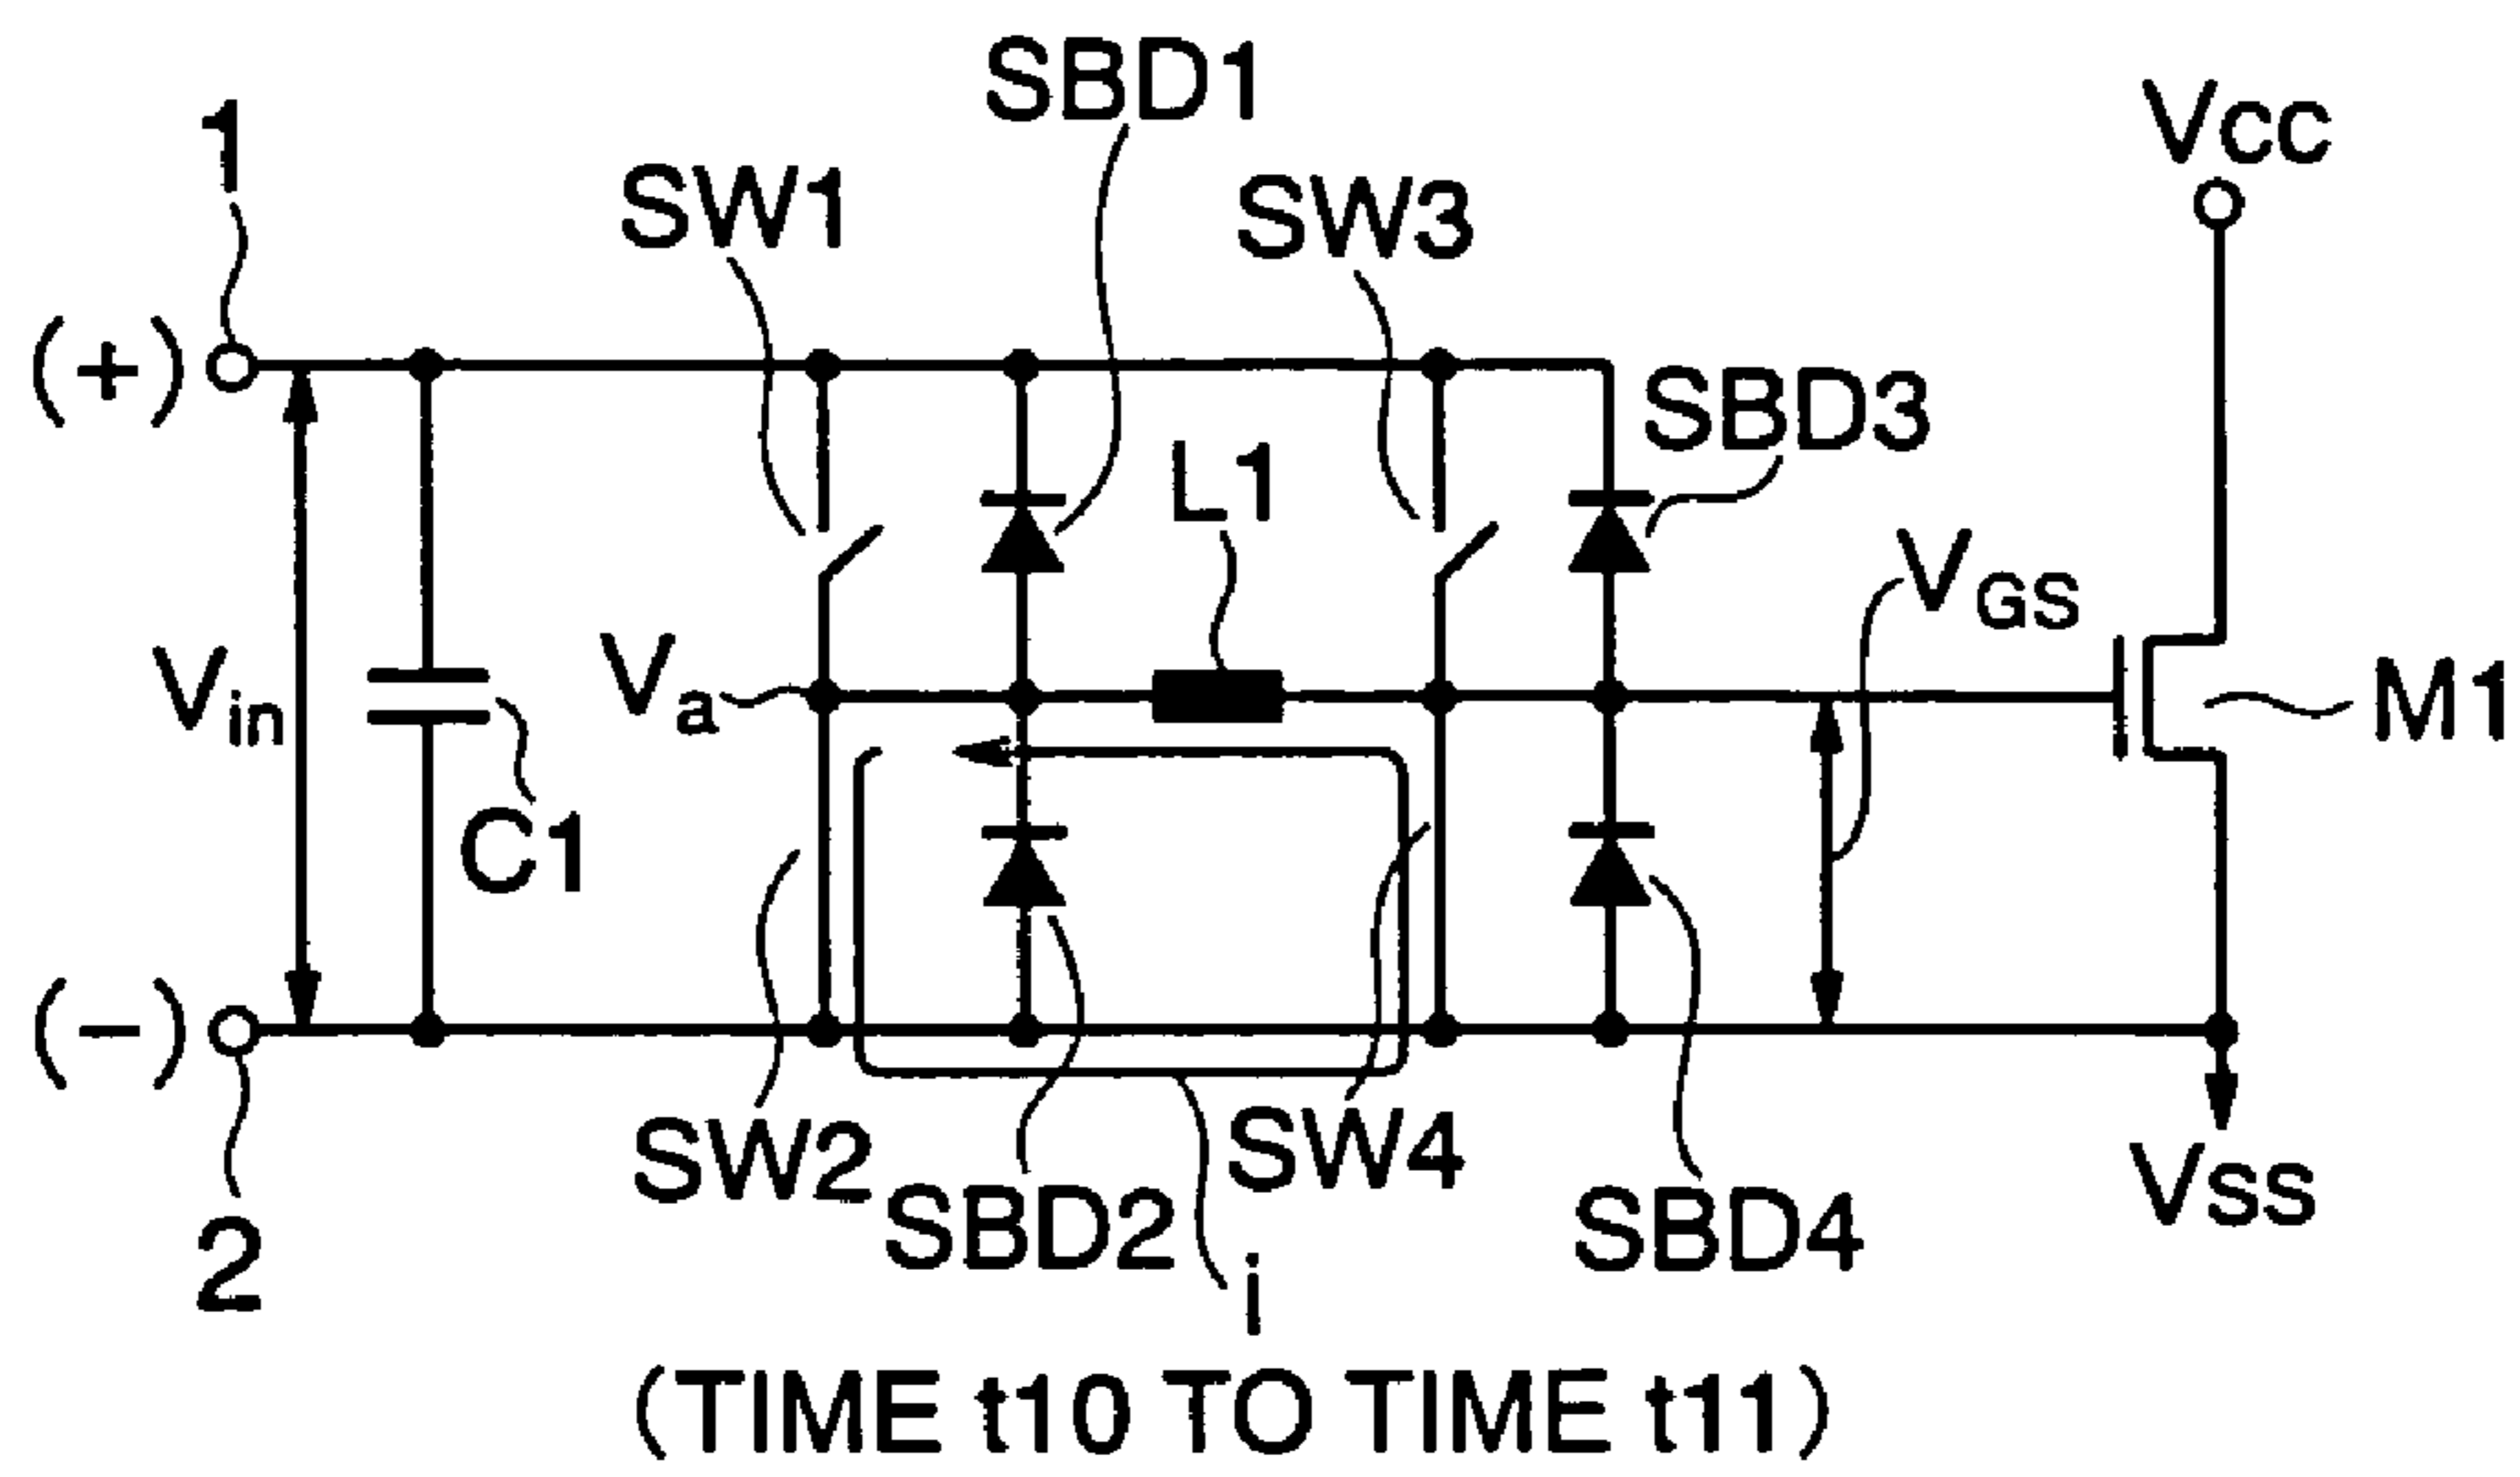 SBD1
VCC
1
SW1
SW3
(+)
SBD3
L1
VGS
Vin
Va
M1
C1
(−)
SW2
SW4
VSS
SBD2
SBD4
2
i
(TIME t10 TO TIME t11)